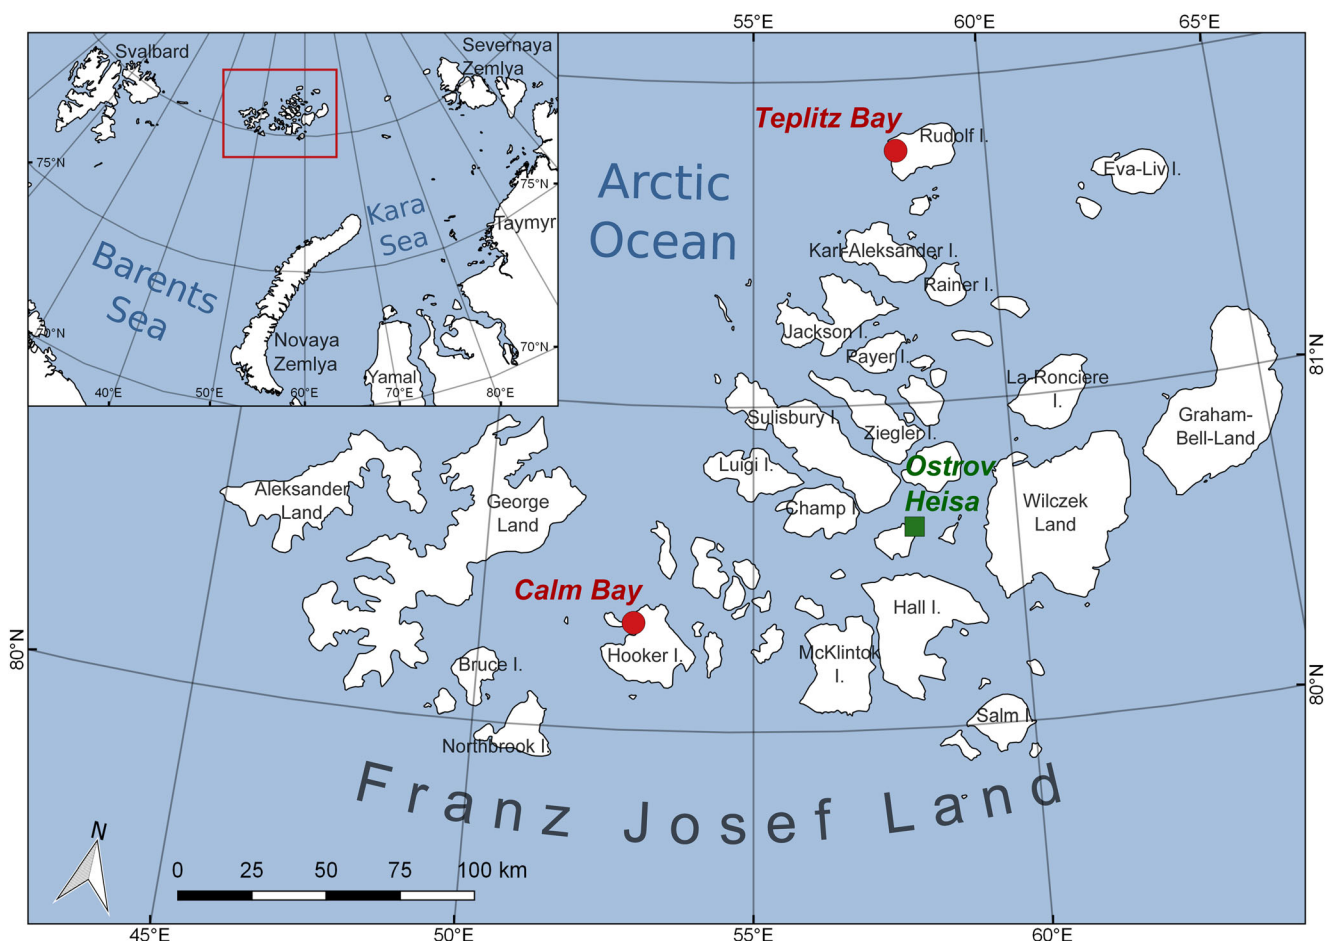 55°E
60°E
65°E
Svalbard
Severnaya
Zemlya
75°N
75°N
Kara
Sea
Taymyr
Barents
Sea
Novaya
Zemlya
70°N
70°N
Yamal
40°E
50°E
60°E
70°E
80°E
Arctic
Ocean
Teplitz Bay
Rudolf I.
Eva-Liv I.
Karl-Aleksander I.
Rainer I.
Jackson I.
Payer I.
81°N
La-Ronciere
I.
Graham-
Bell-Land
Sulisbury I.
Ziegler I.
Luigi I.
Ostrov
Heisa
Champ I.
Wilczek
Land
Aleksander
Land
George
Land
Calm Bay
Hooker I.
Hall I.
McKlintok
I.
Bruce I.
Northbrook I.
Salm I.
80°N
80°N
Franz Josef Land
N
0 25 50 75 100 km
45°E
50°E
55°E
60°E